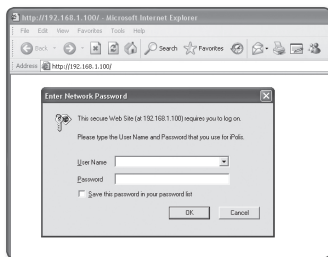 http://192.168.1.100/ - Microsoft Internet Explorer
File Edit View Favorites Tools Help
Back Search Favorites
Address http://192.168.1.100/
Enter Network Password
This secure Web Site (at 192.168.1.100) requires you to log on.
Please type the User Name and Password that you use for iPolis.
User Name
Password
Save this password in your password list
OK Cancel